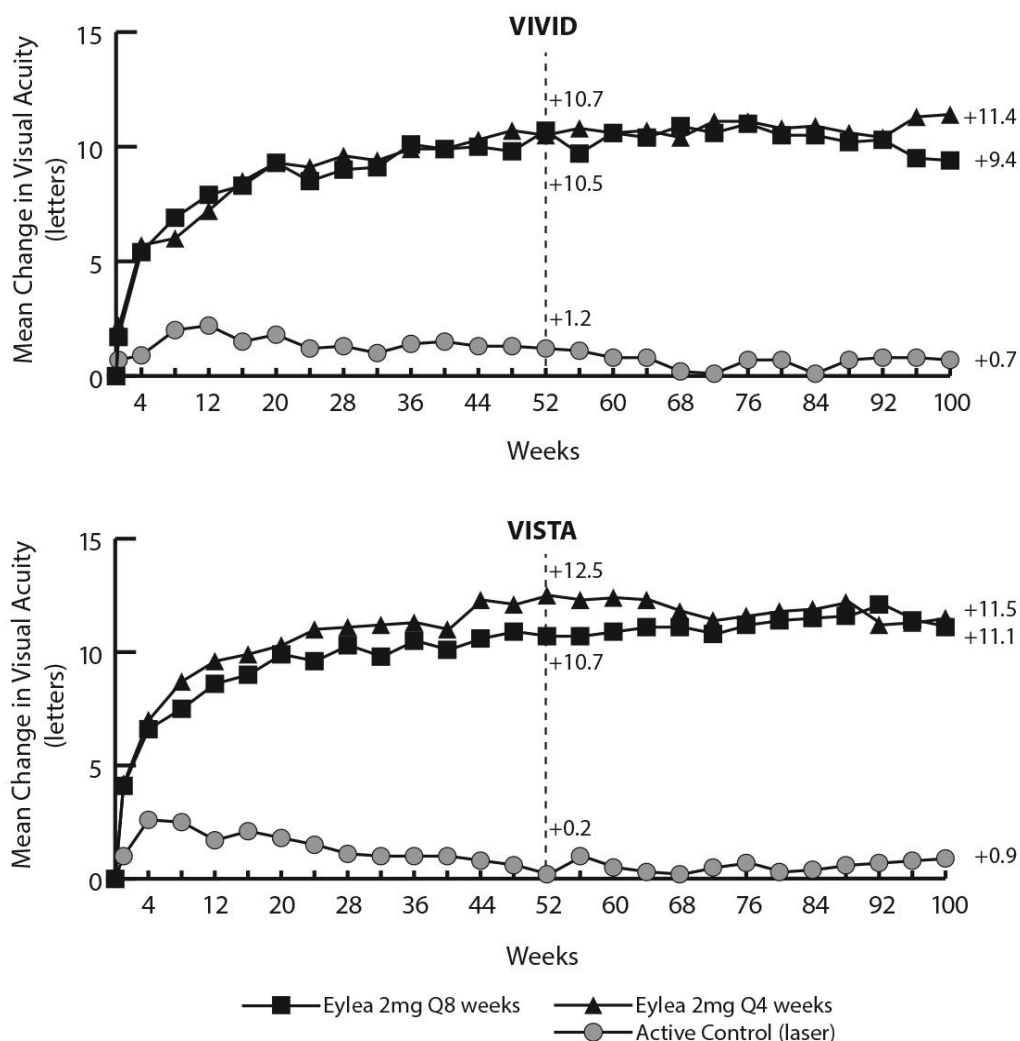 VIVID
Mean Change in Visual Acuity
(letters)
15
10
5
0
+10.7
+10.5
+1.2
+11.4
+9.4
+0.7
4 12 20 28 36 44 52 60 68 76 84 92 100
Weeks
VISTA
Mean Change in Visual Acuity
(letters)
15
10
5
0
+12.5
+10.7
+0.2
+11.5
+11.1
+0.9
4 12 20 28 36 44 52 60 68 76 84 92 100
Weeks
Eylea 2mg Q8 weeks
Eylea 2mg Q4 weeks
Active Control (laser)